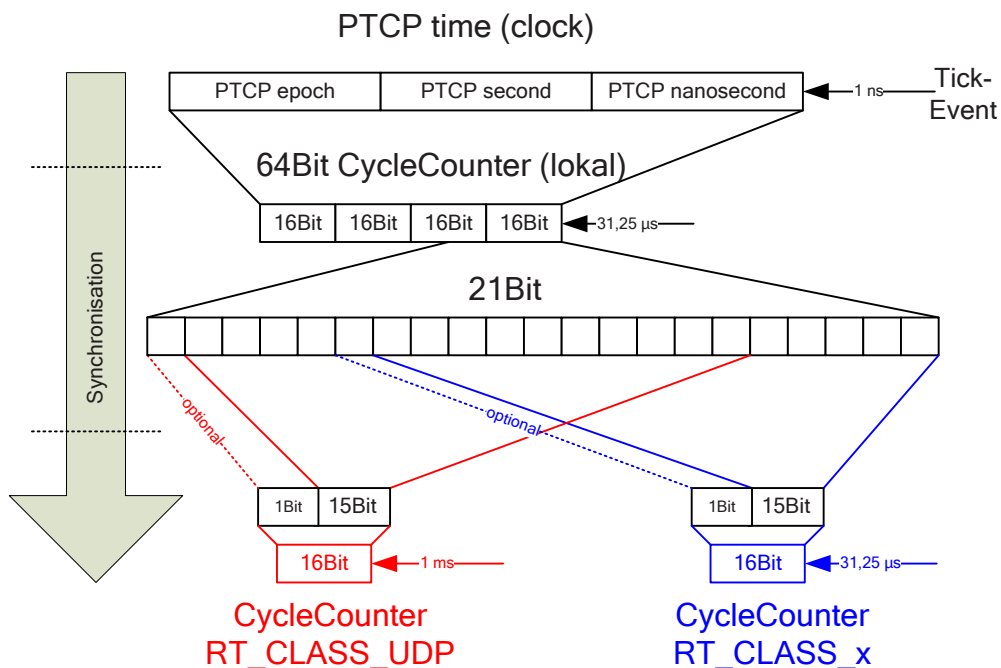 PTCP time (clock)
PTCP epoch PTCP second PTCP nanosecond
1 ns
Tick-
Event
64Bit CycleCounter (lokal)
16Bit 16Bit 16Bit 16Bit
31,25 µs
21Bit
Synchronisation
optional
optional
1Bit 15Bit
1Bit 15Bit
16Bit
1 ms
16Bit
31,25 µs
CycleCounter
RT_CLASS_UDP
CycleCounter
RT_CLASS_x